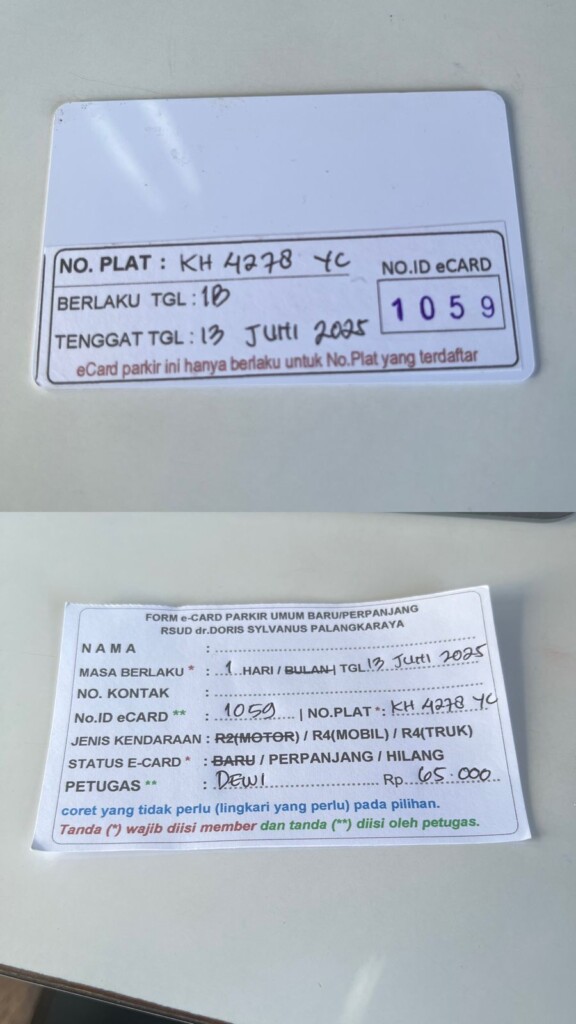 NO. PLAT : KH 4278 YC
BERLAKU TGL : 1B
TENGGAT TGL : 13 Juni 2025
NO.ID eCARD
1059
eCard parkir ini hanya berlaku untuk No.Plat yang terdaftar
FORM e-CARD PARKIR UMUM BARU/PERPANJANG
RSUD dr.DORIS SYLVANUS PALANGKARAYA
NAMA :
MASA BERLAKU * : 1 HARI / BULAN | TGL 13 Juni 2025
NO. KONTAK :
No.ID eCARD ** : 1059 | NO.PLAT *: KH 4278 YC
JENIS KENDARAAN : R2(MOTOR) / R4(MOBIL) / R4(TRUK)
STATUS E-CARD * : BARU / PERPANJANG / HILANG
PETUGAS ** : DEWI Rp. 65.000
coret yang tidak perlu (lingkari yang perlu) pada pilihan.
Tanda (*) wajib diisi member dan tanda (**) diisi oleh petugas.